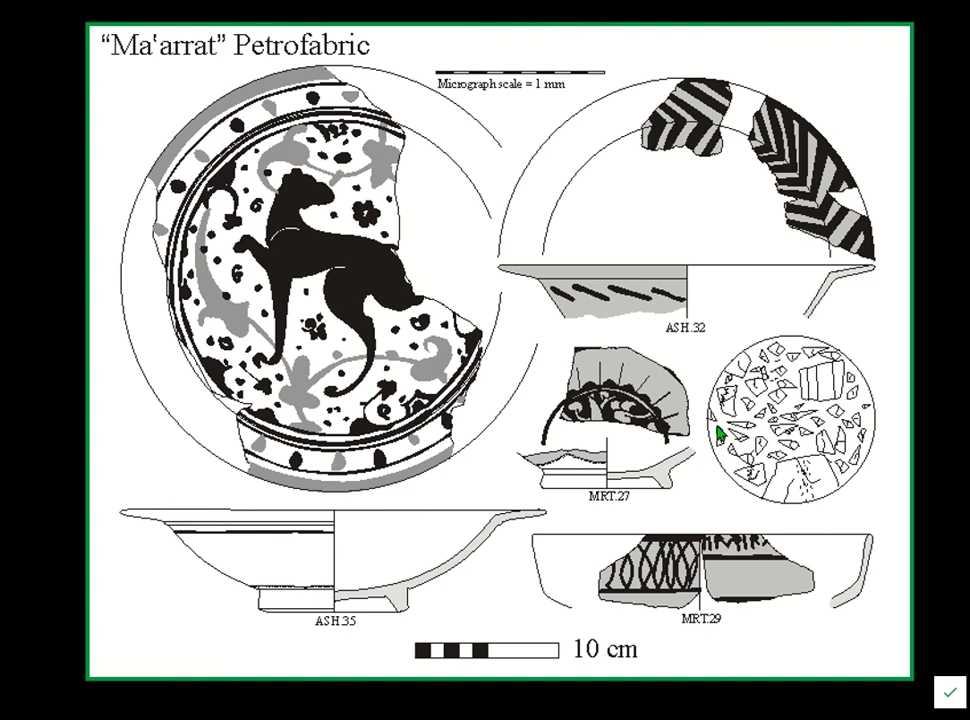 “Ma'arrat” Petrofabric
Micrograph scale = 1 mm
ASH.32
MRT.27
ASH.35
MRT.29
10 cm